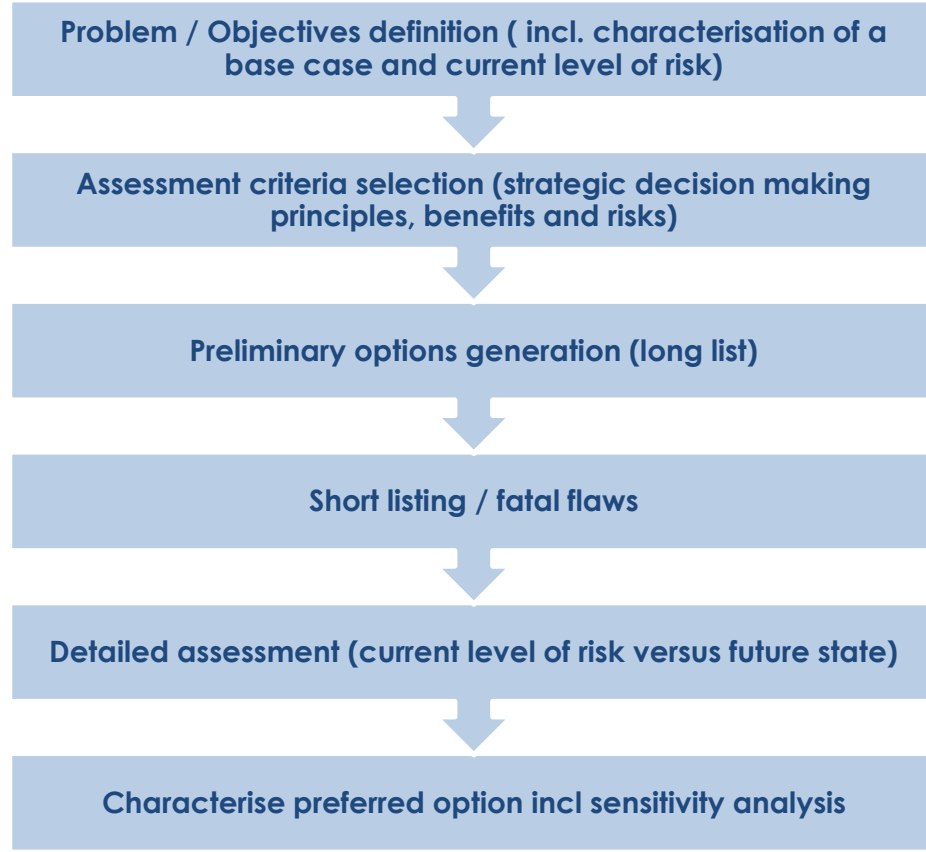 Problem / Objectives definition ( incl. characterisation of a
base case and current level of risk)
Assessment criteria selection (strategic decision making
principles, benefits and risks)
Preliminary options generation (long list)
Short listing / fatal flaws
Detailed assessment (current level of risk versus future state)
Characterise preferred option incl sensitivity analysis